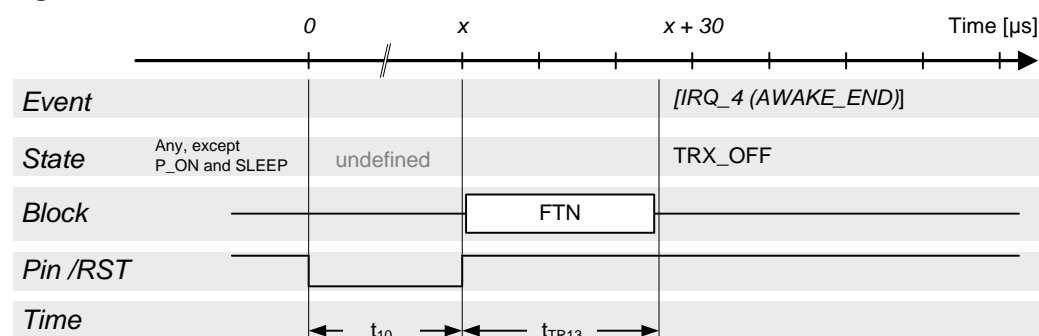 0 x x + 30 Time [µs]
Event [IRQ_4 (AWAKE_END)]
State Any, except
P_ON and SLEEP undefined TRX_OFF
Block FTN
Pin /RST
Time t10 tTR13